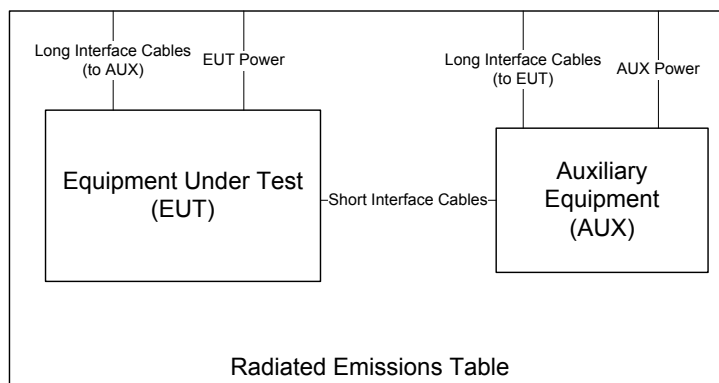 Long Interface Cables
(to AUX)
EUT Power
Long Interface Cables
(to EUT)
AUX Power
Equipment Under Test
(EUT)
Short Interface Cables
Auxiliary
Equipment
(AUX)
Radiated Emissions Table